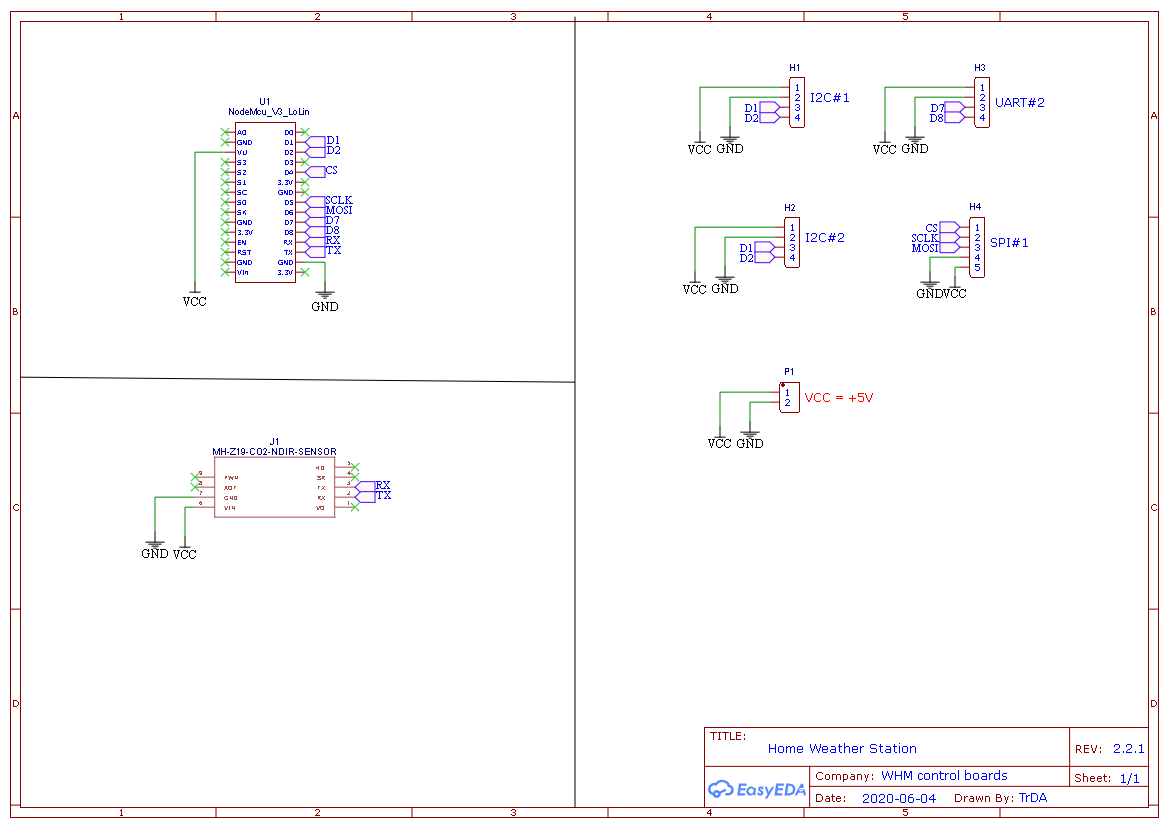 1 2 3 4 5
A
B
C
D
A
B
C
D
1 2 3 4 5
U1
NodeMcu_V3_LoLin
A0 D0
GND D1 D1
VU D2 D2
S3 D3
S2 D4 CS
S1 3.3V
SC GND
SO D5 SCLK
SK D6 MOSI
GND D7 D7
3.3V D8 D8
EN RX RX
RST TX TX
GND GND
Vin 3.3V
VCC
GND
J1
MH-Z19-CO2-NDIR-SENSOR
9 PWM
8 AOT
7 GND
6 VIN
5 HD
4 SR
3 TX RX
2 RX TX
1 VO
GND VCC
H1
1
2
D1 3
D2 4
I2C#1
VCC GND
H3
1
2
D7 3
D8 4
UART#2
VCC GND
H2
1
2
D1 3
D2 4
I2C#2
VCC GND
H4
CS 1
SCLK 2
MOSI 3
4
5
SPI#1
GND VCC
P1
1
2
VCC = +5V
VCC GND
TITLE:
Home Weather Station
REV: 2.2.1
EasyEDA
Company: WHM control boards
Sheet: 1/1
Date: 2020-06-04 Drawn By: TrDA